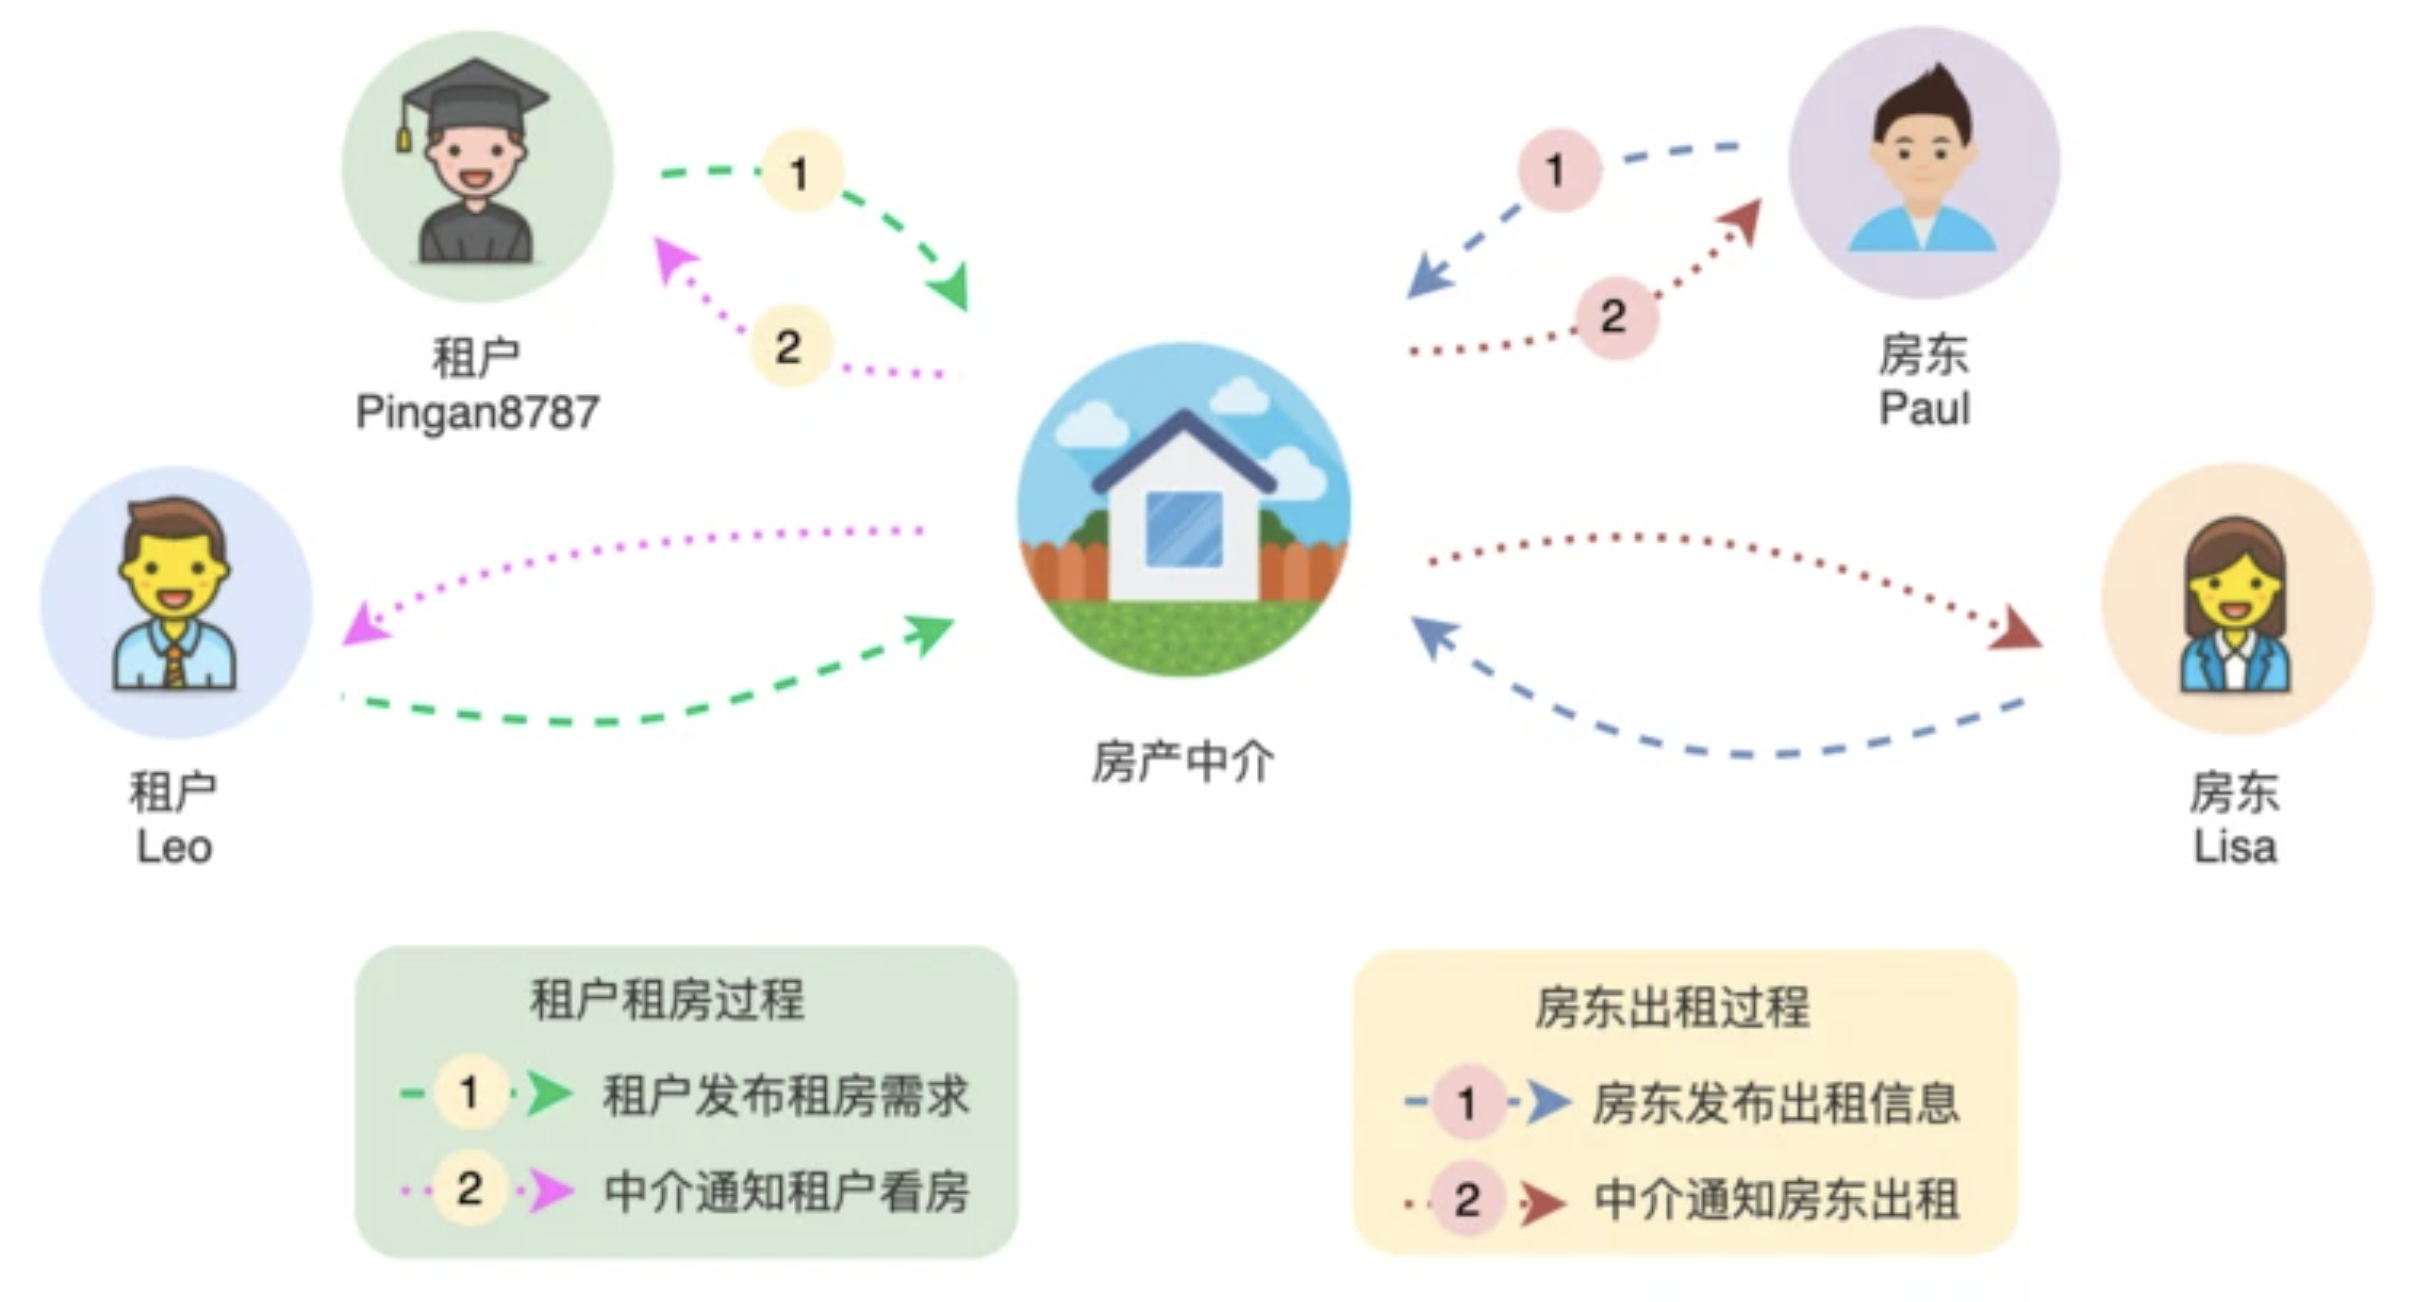 1
1
2
2
租户
Pingan8787
房东
Paul
房产中介
租户
Leo
房东
Lisa
租户租房过程
1 租户发布租房需求
2 中介通知租户看房
房东出租过程
1 房东发布出租信息
2 中介通知房东出租